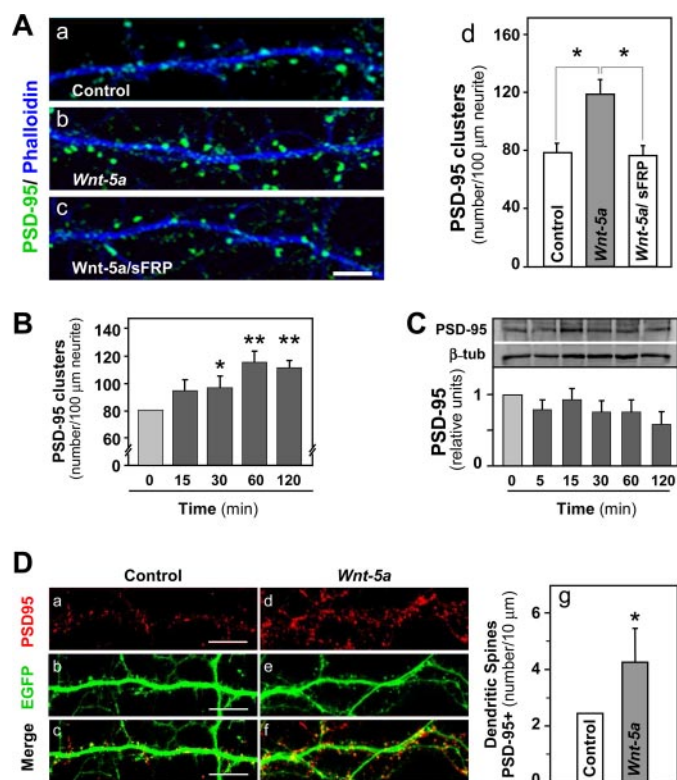 A
a
Control
b
Wnt-5a
c
Wnt-5a/sFRP
PSD-95/ Phalloidin
d
PSD-95 clusters
(number/100 μm neurite)
160
120
80
40
0
*
*
Control
Wnt-5a
Wnt-5a/ sFRP
B
PSD-95 clusters
(number/100 μm neurite)
140
120
100
80
60
0
*
**
**
0 15 30 60 120
Time (min)
C
PSD-95
β-tub
PSD-95
(relative units)
1
0
0 5 15 30 60 120
Time (min)
D
Control
Wnt-5a
PSD95
EGFP
Merge
a
d
b
e
c
f
g
Dendritic Spines
PSD-95+ (number/10 μm)
6
4
2
0
*
Control
Wnt-5a